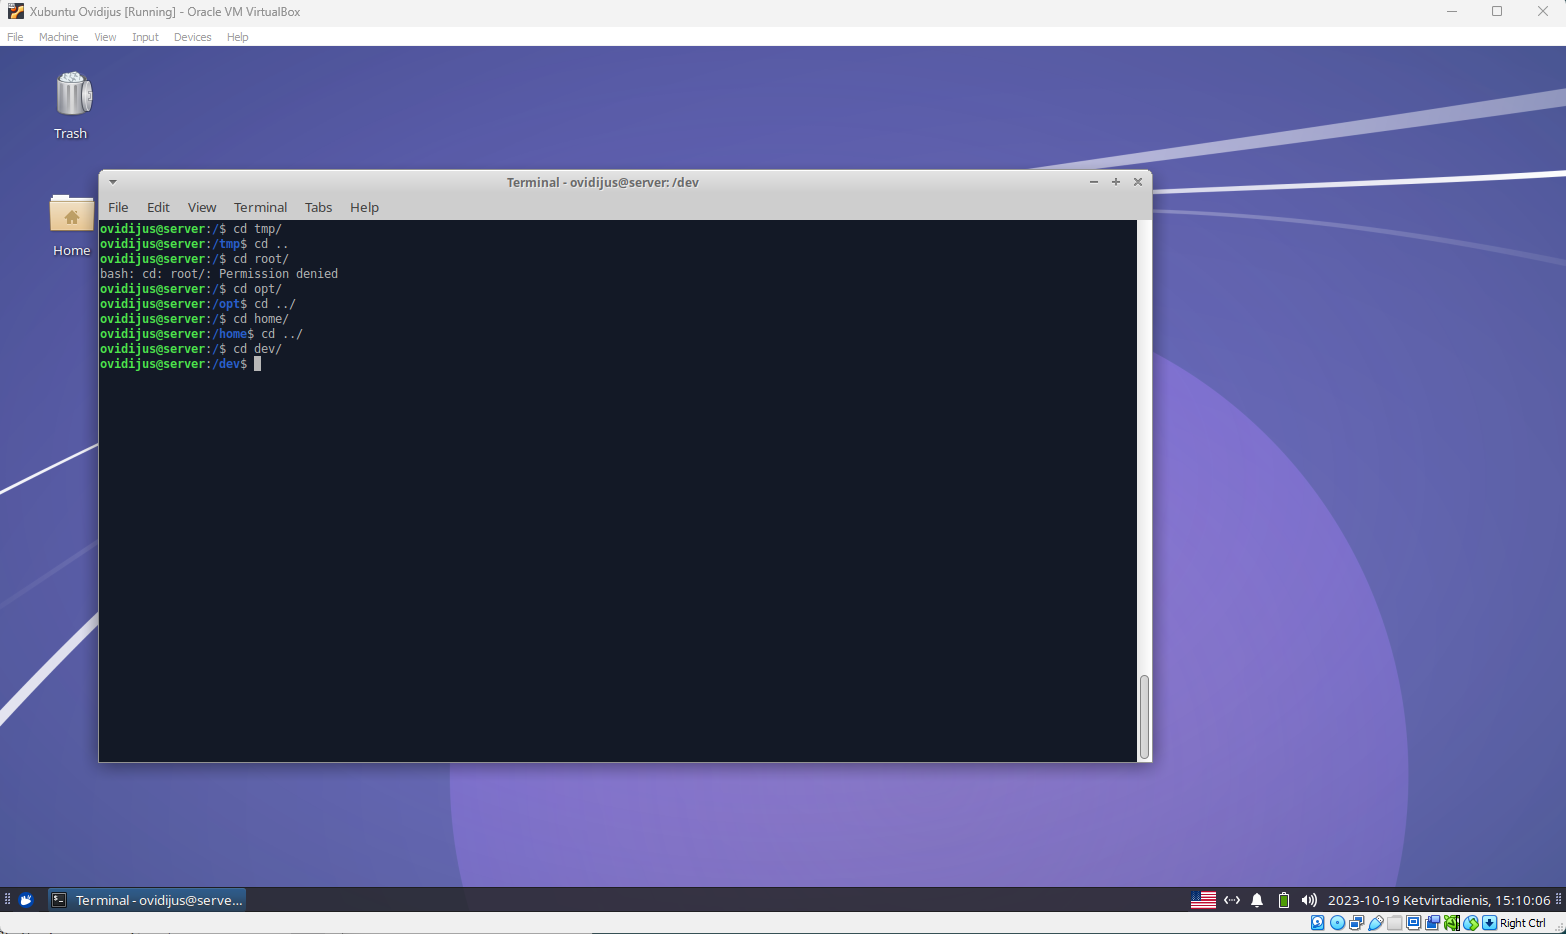 Xubuntu Ovidijus [Running] - Oracle VM VirtualBox
File Machine View Input Devices Help
Trash
Home
Terminal - ovidijus@server: /dev
File Edit View Terminal Tabs Help
ovidijus@server:/$ cd tmp/
ovidijus@server:/tmp$ cd ..
ovidijus@server:/$ cd root/
bash: cd: root/: Permission denied
ovidijus@server:/$ cd opt/
ovidijus@server:/opt$ cd ../
ovidijus@server:/$ cd home/
ovidijus@server:/home$ cd ../
ovidijus@server:/$ cd dev/
ovidijus@server:/dev$
Terminal - ovidijus@serve...
2023-10-19 Ketvirtadienis, 15:10:06
Right Ctrl